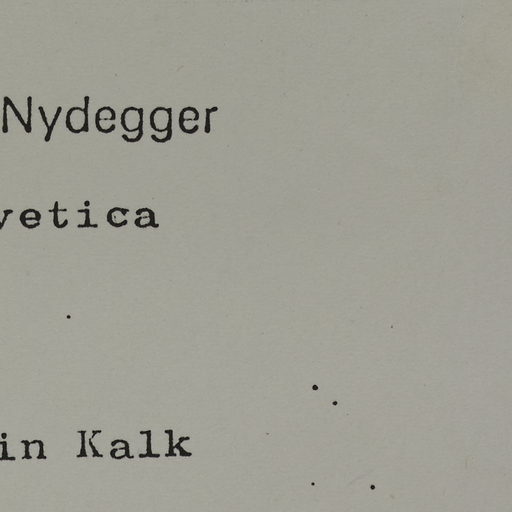 Nydegger
vetica
in Kalk